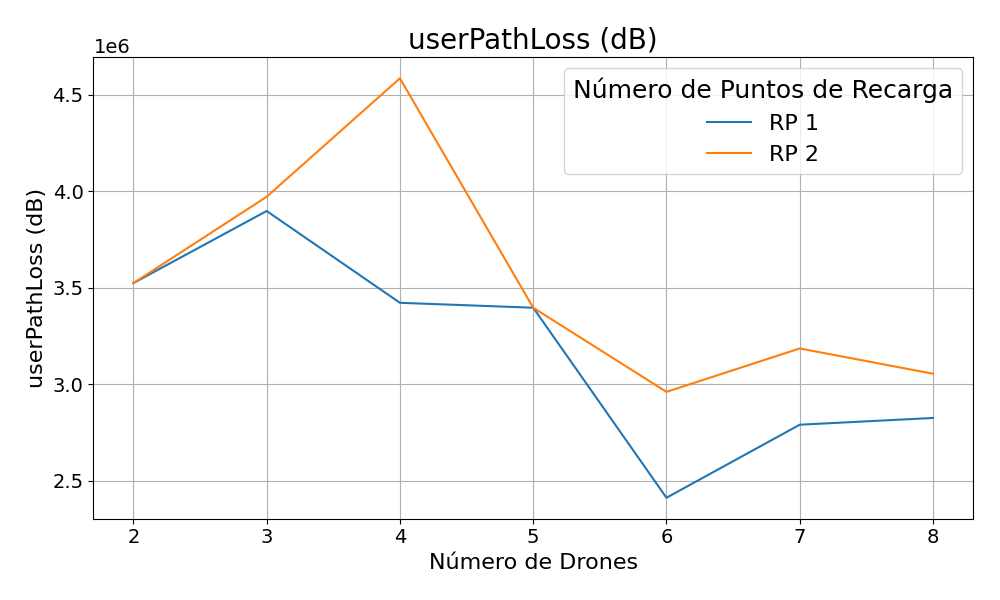 userPathLoss (dB)
1e6
Número de Puntos de Recarga
RP 1
RP 2
userPathLoss (dB)
4.5
4.0
3.5
3.0
2.5
2 3 4 5 6 7 8
Número de Drones